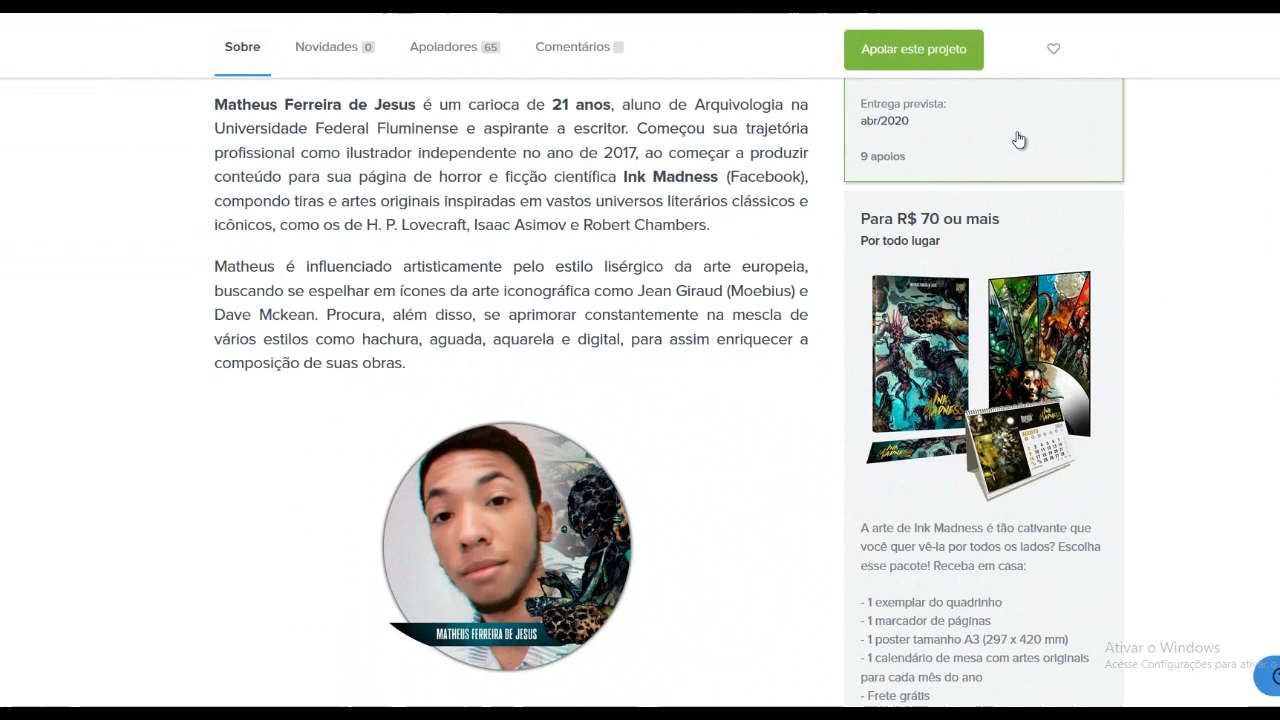 Sobre
Novidades 0
Apoiadores 65
Comentários
Apoiar este projeto
Matheus Ferreira de Jesus é um carioca de 21 anos, aluno de Arquivologia na
Universidade Federal Fluminense e aspirante a escritor. Começou sua trajetória
profissional como ilustrador independente no ano de 2017, ao começar a produzir
conteúdo para sua página de horror e ficção científica Ink Madness (Facebook),
compondo tiras e artes originais inspiradas em vastos universos literários clássicos e
icônicos, como os de H. P. Lovecraft, Isaac Asimov e Robert Chambers.
Matheus é influenciado artisticamente pelo estilo lisérgico da arte europeia,
buscando se espelhar em ícones da arte iconográfica como Jean Giraud (Moebius) e
Dave Mckean. Procura, além disso, se aprimorar constantemente na mescla de
vários estilos como hachura, aguada, aquarela e digital, para assim enriquecer a
composição de suas obras.
MATHEUS FERREIRA DE JESUS
Entrega prevista:
abr/2020
9 apoios
Para R$ 70 ou mais
Por todo lugar
INK
MADNESS
A arte de Ink Madness é tão cativante que
você quer vê-la por todos os lados? Escolha
esse pacote! Receba em casa:
- 1 exemplar do quadrinho
- 1 marcador de páginas
- 1 poster tamanho A3 (297 x 420 mm)
- 1 calendário de mesa com artes originais
para cada mês do ano
- Frete grátis
Ativar o Windows
Acesse Configurações para ativar o